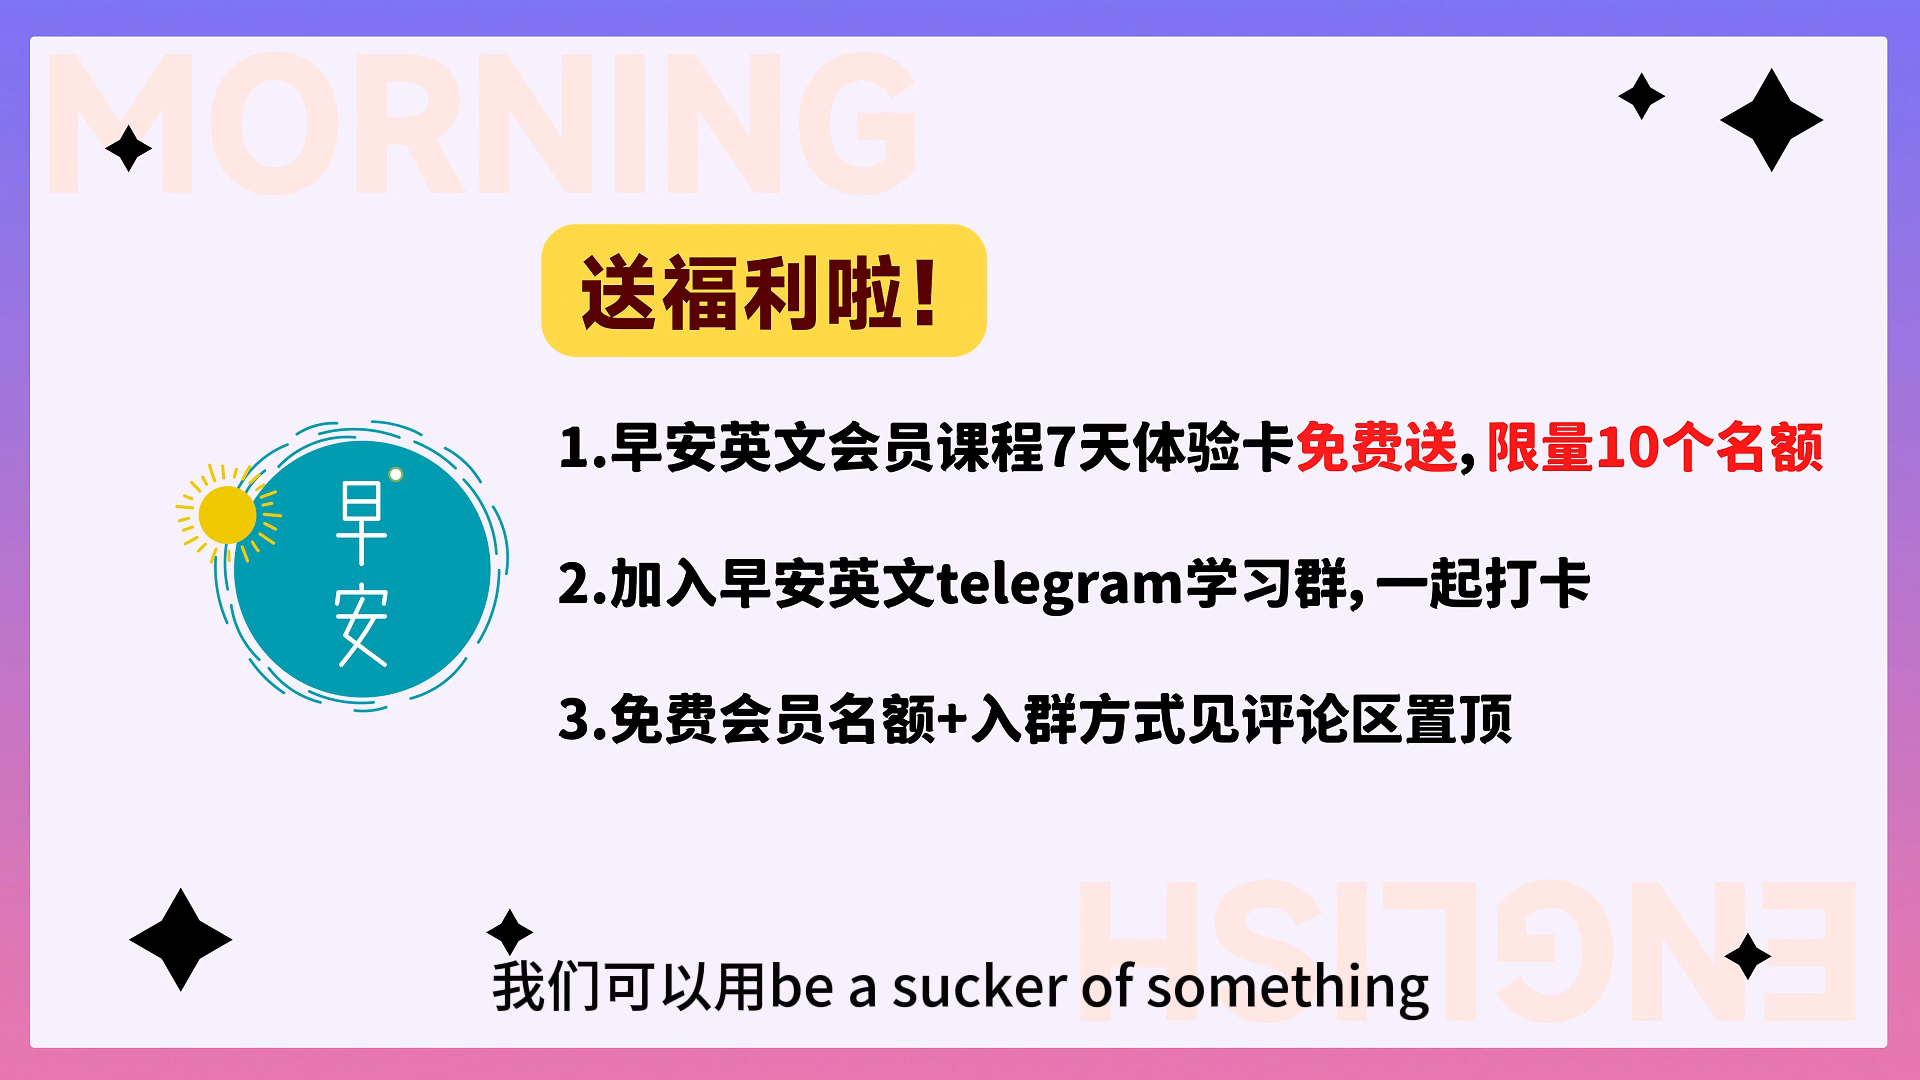 MORNING
送福利啦!
1.早安英文会员课程7天体验卡免费送,限量10个名额
早安
2.加入早安英文telegram学习群,一起打卡
3.免费会员名额+入群方式见评论区置顶
ENGLISH
我们可以用be a sucker of something